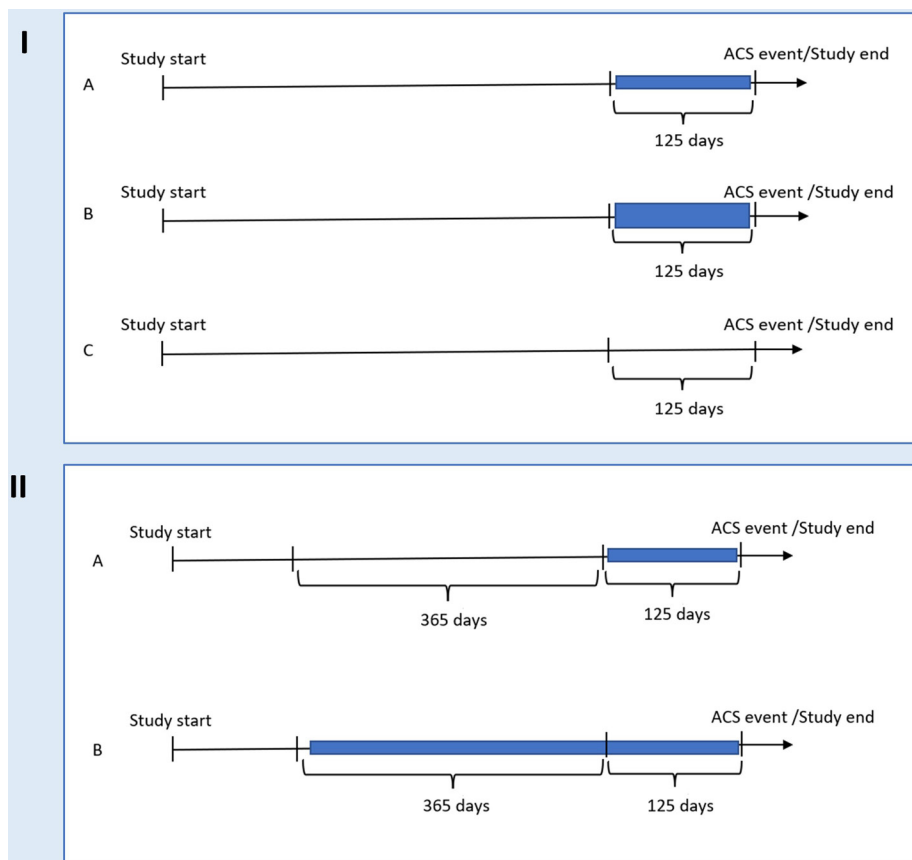 I
Study start
ACS event/Study end
A
125 days
Study start
ACS event /Study end
B
125 days
Study start
ACS event /Study end
C
125 days
II
Study start
ACS event /Study end
A
365 days
125 days
Study start
ACS event /Study end
B
365 days
125 days